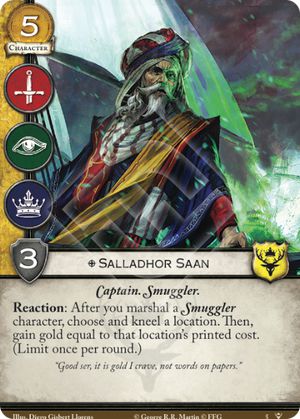 5
CHARACTER
3
SALLADHOR SAAN
Captain. Smuggler.
Reaction: After you marshal a Smuggler
character, choose and kneel a location. Then,
gain gold equal to that location's printed cost.
(Limit once per round.)
"Good ser, it is gold I crave, not words on papers."
Illus. Diego Gisbert Llorens © George R.R. Martin © FFG 5